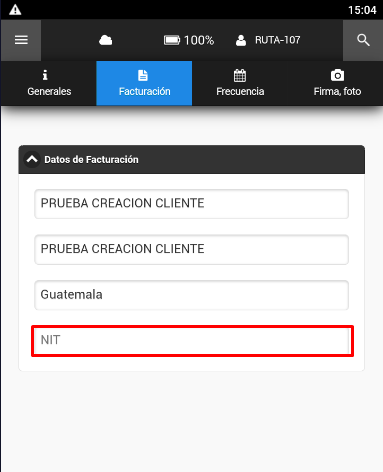 15:04
100% RUTA-107
Generales Facturación Frecuencia Firma, foto
Datos de Facturación
PRUEBA CREACION CLIENTE
PRUEBA CREACION CLIENTE
Guatemala
NIT